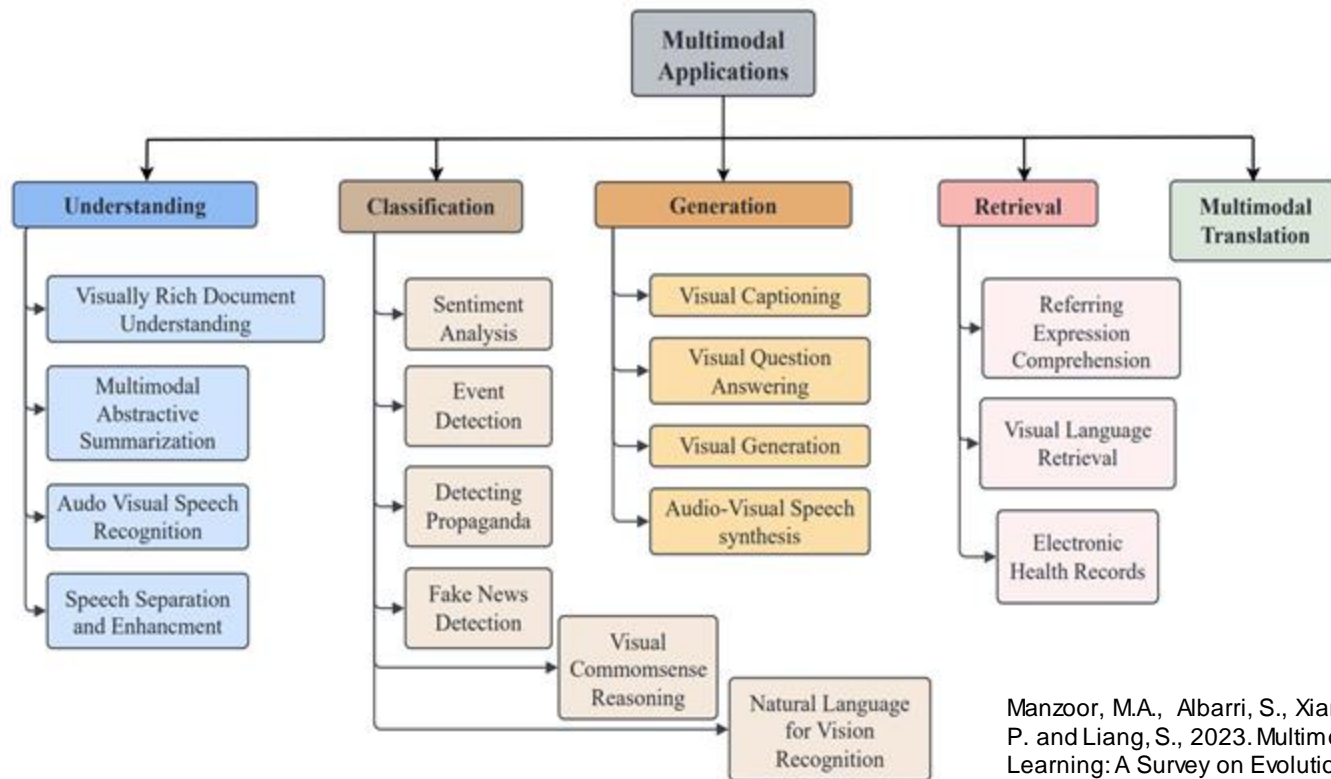 Multimodal
Applications
Understanding
Classification
Generation
Retrieval
Multimodal
Translation
Visually Rich Document
Understanding
Multimodal
Abstractive
Summarization
Audo Visual Speech
Recognition
Speech Separation
and Enhancment
Sentiment
Analysis
Event
Detection
Detecting
Propaganda
Fake News
Detection
Visual
Commomsense
Reasoning
Natural Language
for Vision
Recognition
Visual Captioning
Visual Question
Answering
Visual Generation
Audio-Visual Speech
synthesis
Referring
Expression
Comprehension
Visual Language
Retrieval
Electronic
Health Records
Manzoor, M.A., Albarri, S.,
P. and Liang, S., 2023.
Learning: A Survey on